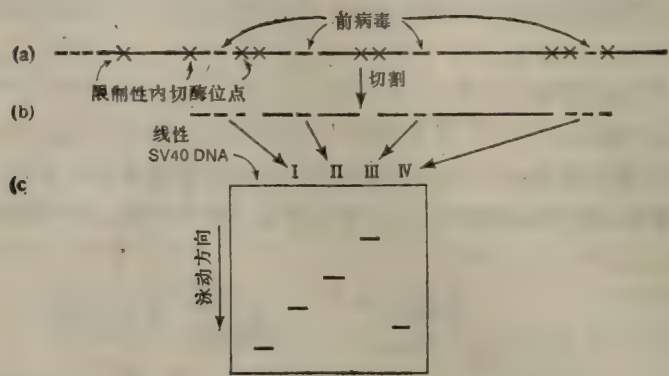 前病毒
(a)
限制性内切酶位点
切割
(b)
线性
SV40 DNA
I II III IV
(c
泳动方向